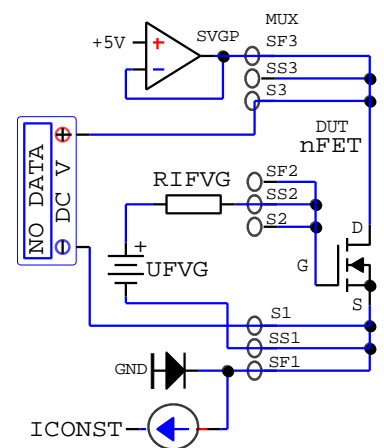 MUX
SVGP
SF3
+5V
+
−
SS3
S3
DUT
nFET
NO DATA
DC V
+
−
SF2
RIFVG
SS2
S2
D
+
UFVG
G
S
S1
SS1
SF1
GND
ICONST